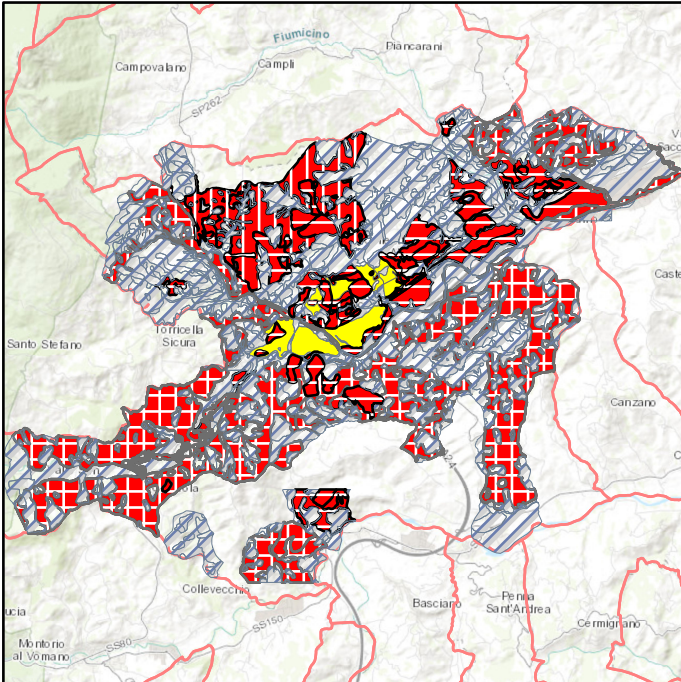 Fiumicino
Piancarani
Campovalano
Campli
SP262
Torricella
Sicura
Santo Stefano
Canzano
Collevecchio
Basciano
Penna
Sant'Andrea
Cermignano
SS150
SS80
Montorio
al Vomano